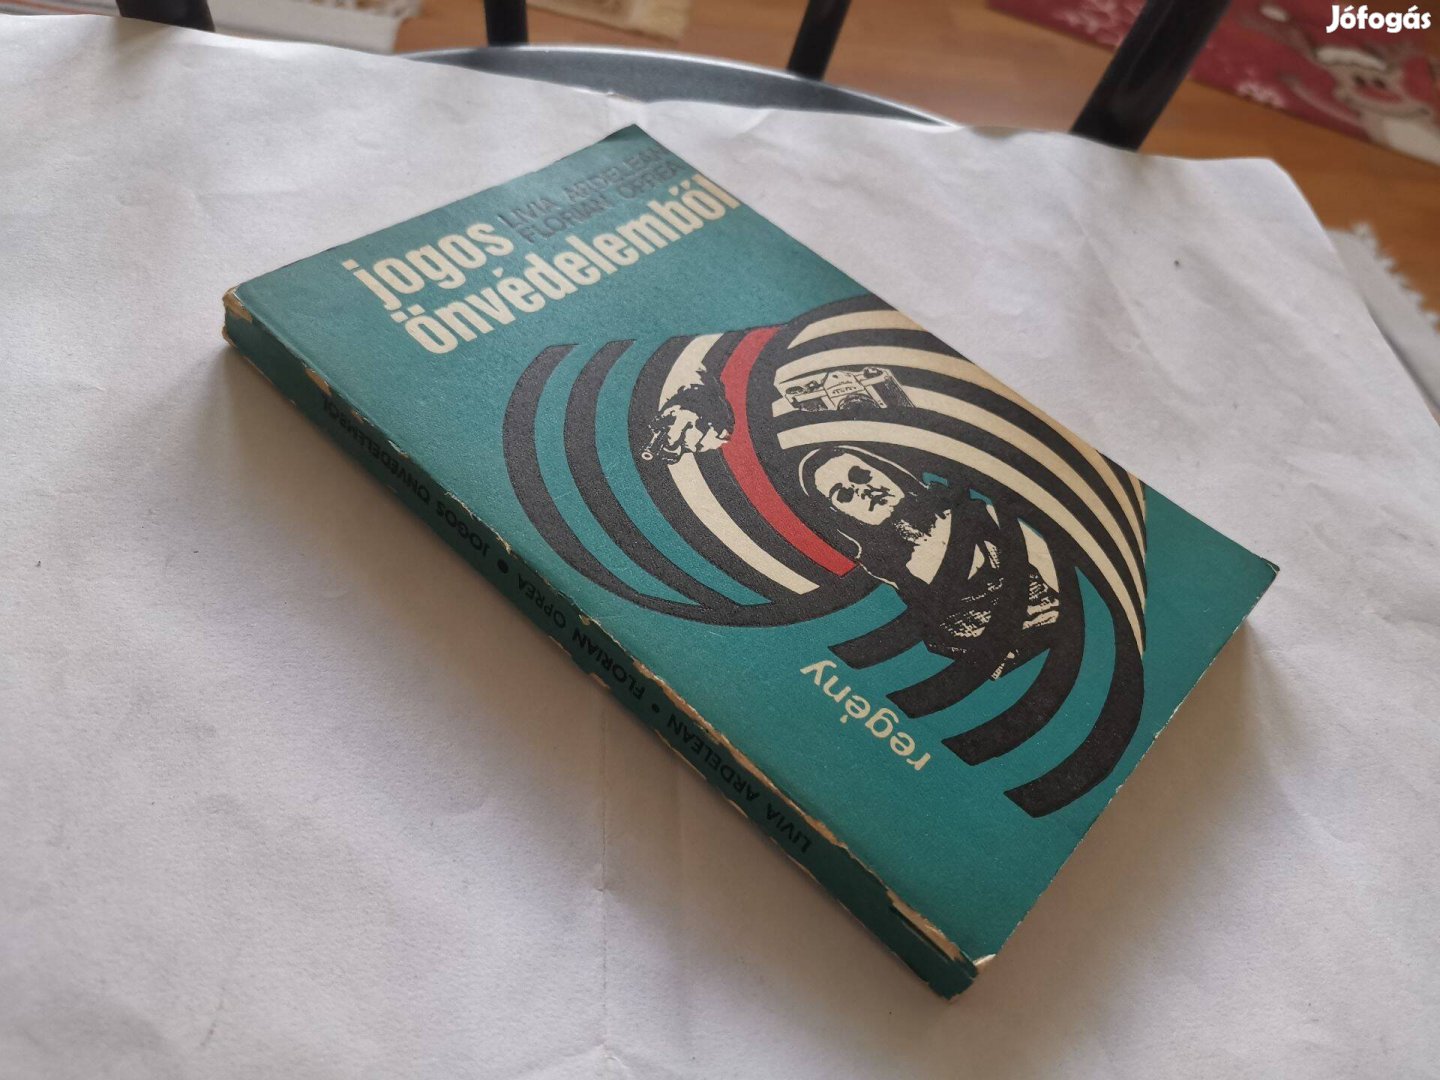 Jófogás
LIVIA ARDELEAN
FLORIAN OPREA
jogos
önvédelemből
regény
LIVIA ARDELEAN • FLORIAN OPREA • JOGOS ÖNVÉDELEMBŐL